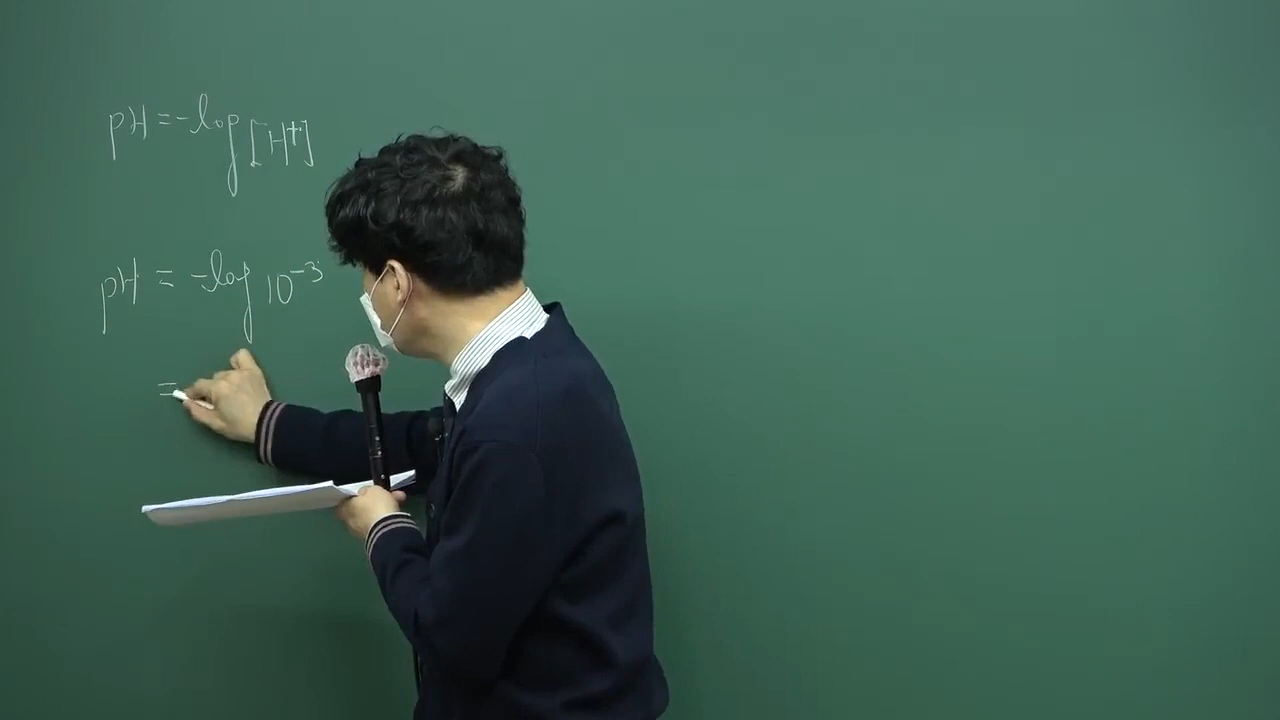 pH = -log [H⁺]
pH = -log 10⁻³
=